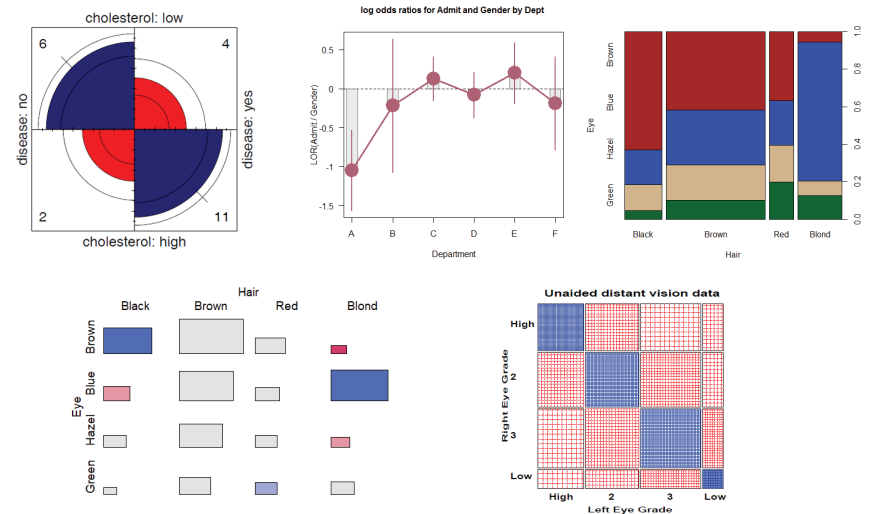 cholesterol: low
6
4
disease: no
disease: yes
2
11
cholesterol: high
log odds ratios for Admit and Gender by Dept
LOR(Admit / Gender)
0.5
0
-0.5
-1
-1.5
A B C D E F
Department
Eye
Brown
Blue
Hazel
Green
1.0
0.8
0.6
0.4
0.2
0.0
Black Brown Red Blond
Hair
Hair
Black Brown Red Blond
Eye
Brown
Blue
Hazel
Green
Unaided distant vision data
Right Eye Grade
High
2
3
Low
High 2 3 Low
Left Eye Grade